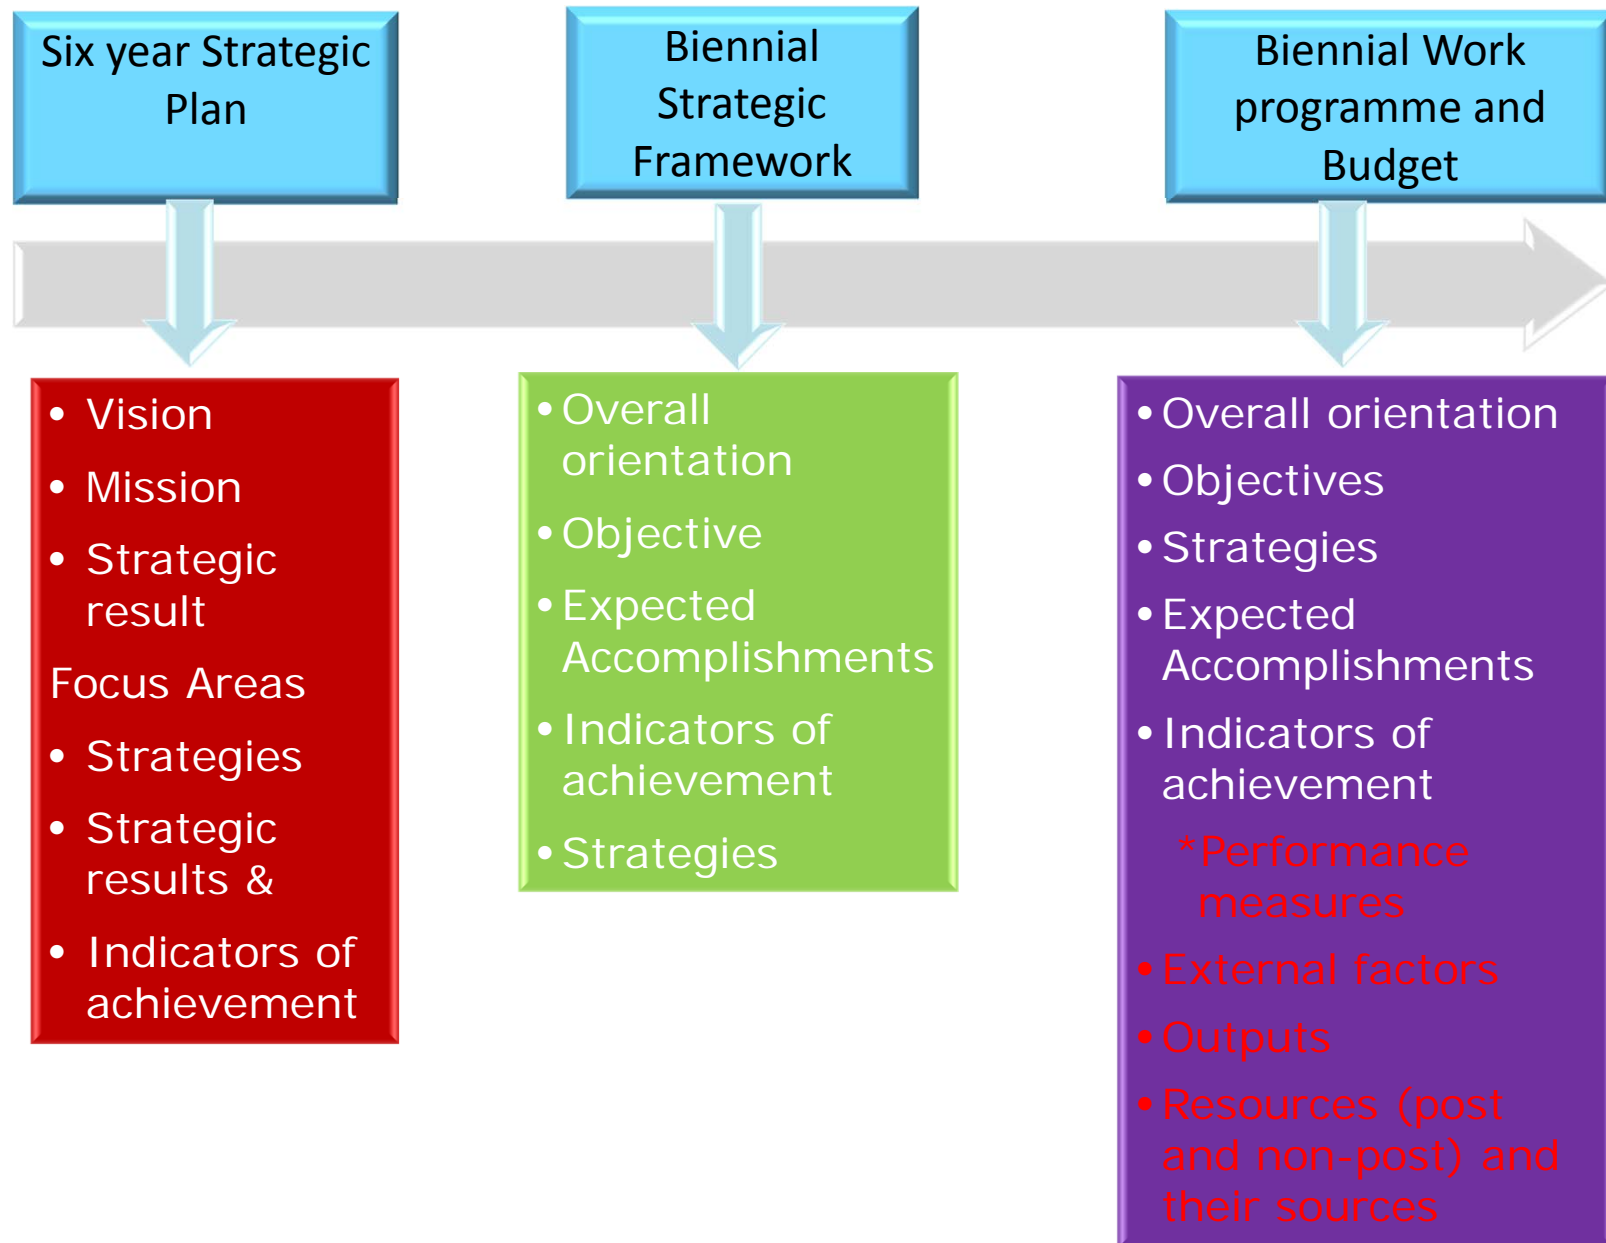 Six year Strategic
Plan
Biennial
Strategic
Framework
Biennial Work
programme and
Budget
• Vision
• Mission
• Strategic
result
Focus Areas
• Strategies
• Strategic
results &
• Indicators of
achievement
• Overall
orientation
• Objective
• Expected
Accomplishments
• Indicators of
achievement
• Strategies
• Overall orientation
• Objectives
• Strategies
• Expected
Accomplishments
• Indicators of
achievement
*Performance
measures
• External factors
• Outputs
• Resources (post
and non-post) and
their sources